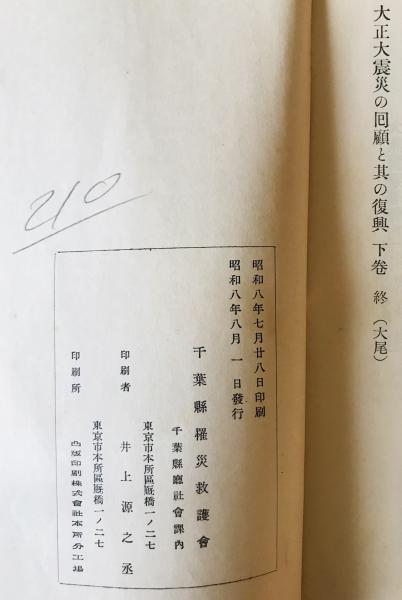 大正大震災の回顧と其の復興 下卷 終(大尾)
昭和八年七月廿八日印刷
昭和八年八月一日發行
千葉縣廳社會課內
千葉縣罹災救護會
東京市本所區厩橋一ノ二七
印刷者 井上源之丞
東京市本所區厩橋一ノ二七
印刷所 凸版印刷株式會社本所分工場
210